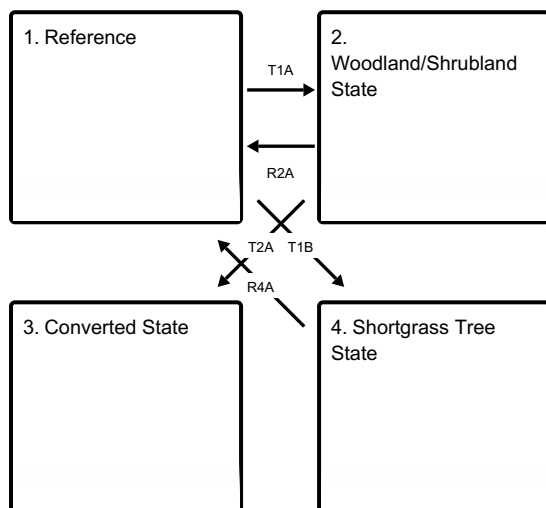 1. Reference
2.
Woodland/Shrubland
State
T1A
R2A
T2A
T1B
R4A
3. Converted State
4. Shortgrass Tree
State